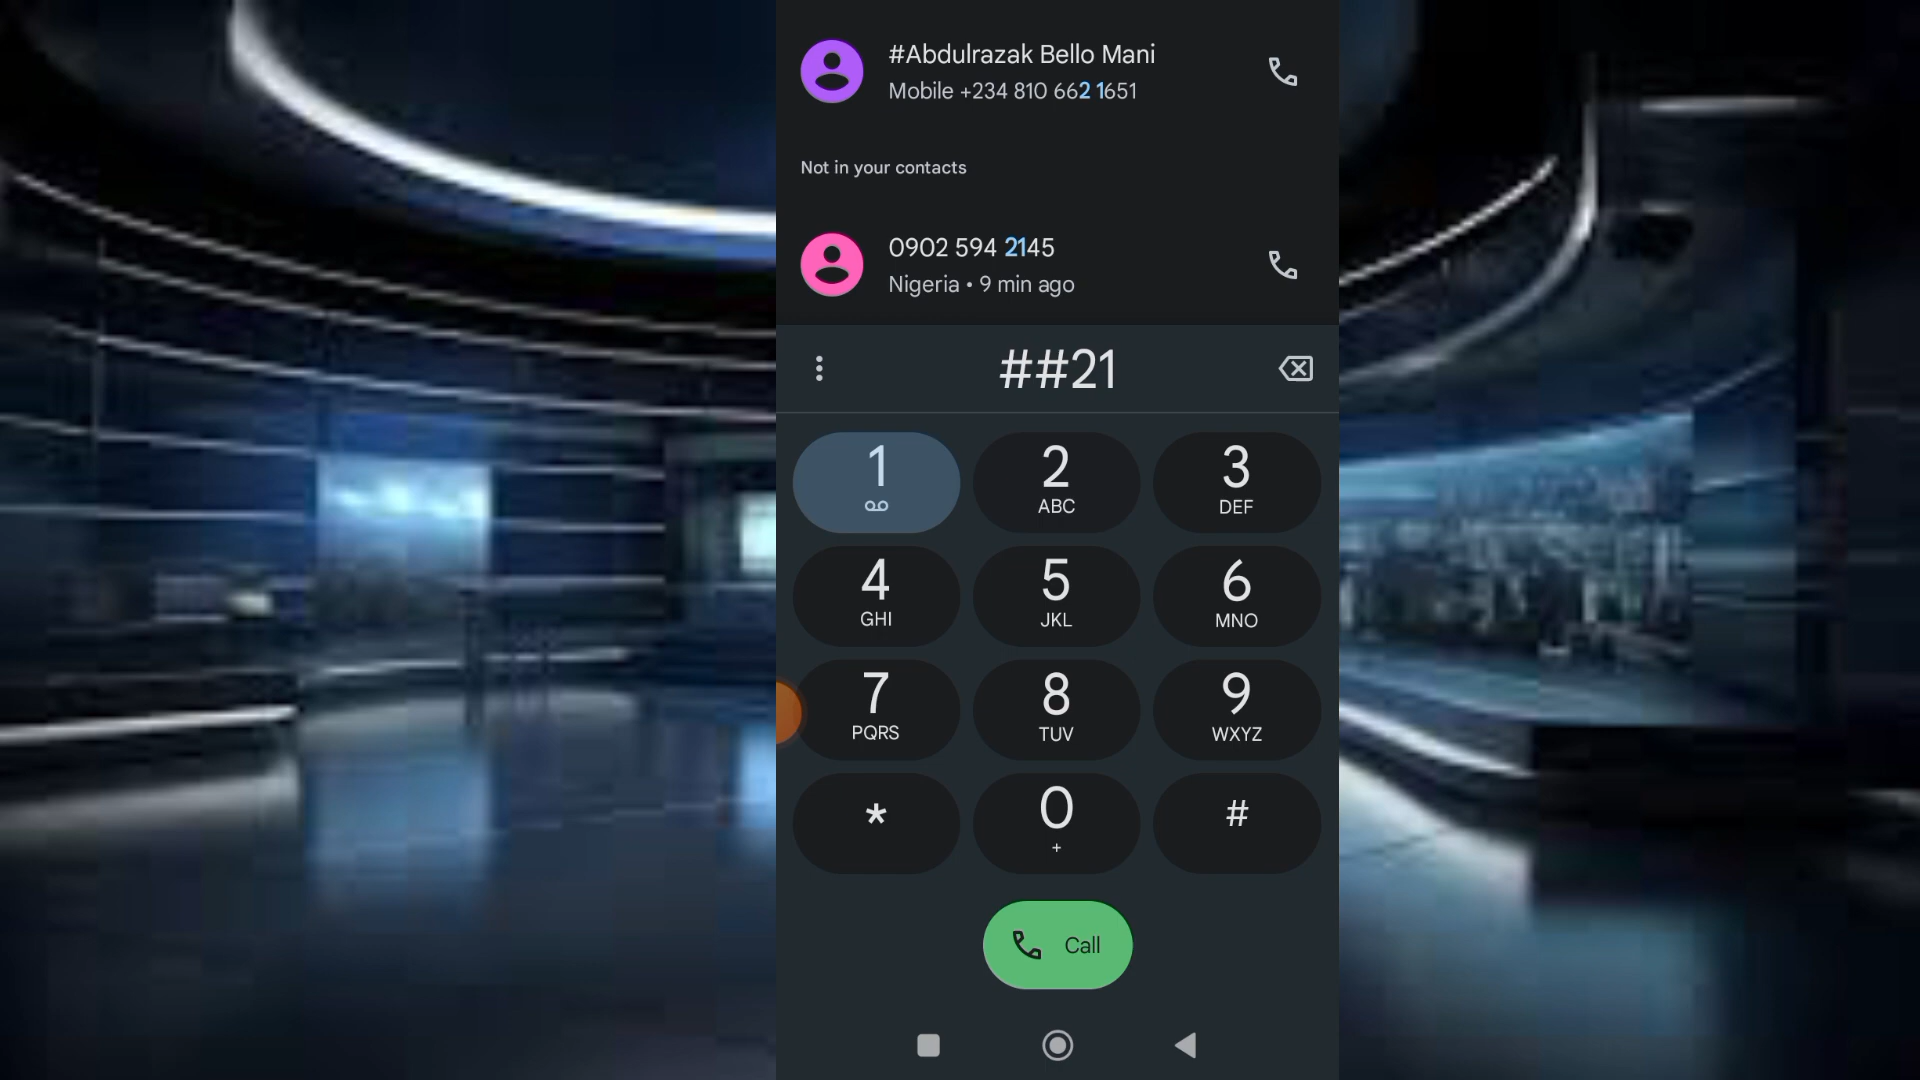 #Abdulrazak Bello Mani
Mobile +234 810 662 1651
Not in your contacts
0902 594 2145
Nigeria • 9 min ago
##21
1
2
ABC
3
DEF
4
GHI
5
JKL
6
MNO
7
PQRS
8
TUV
9
WXYZ
*
0
+
#
Call